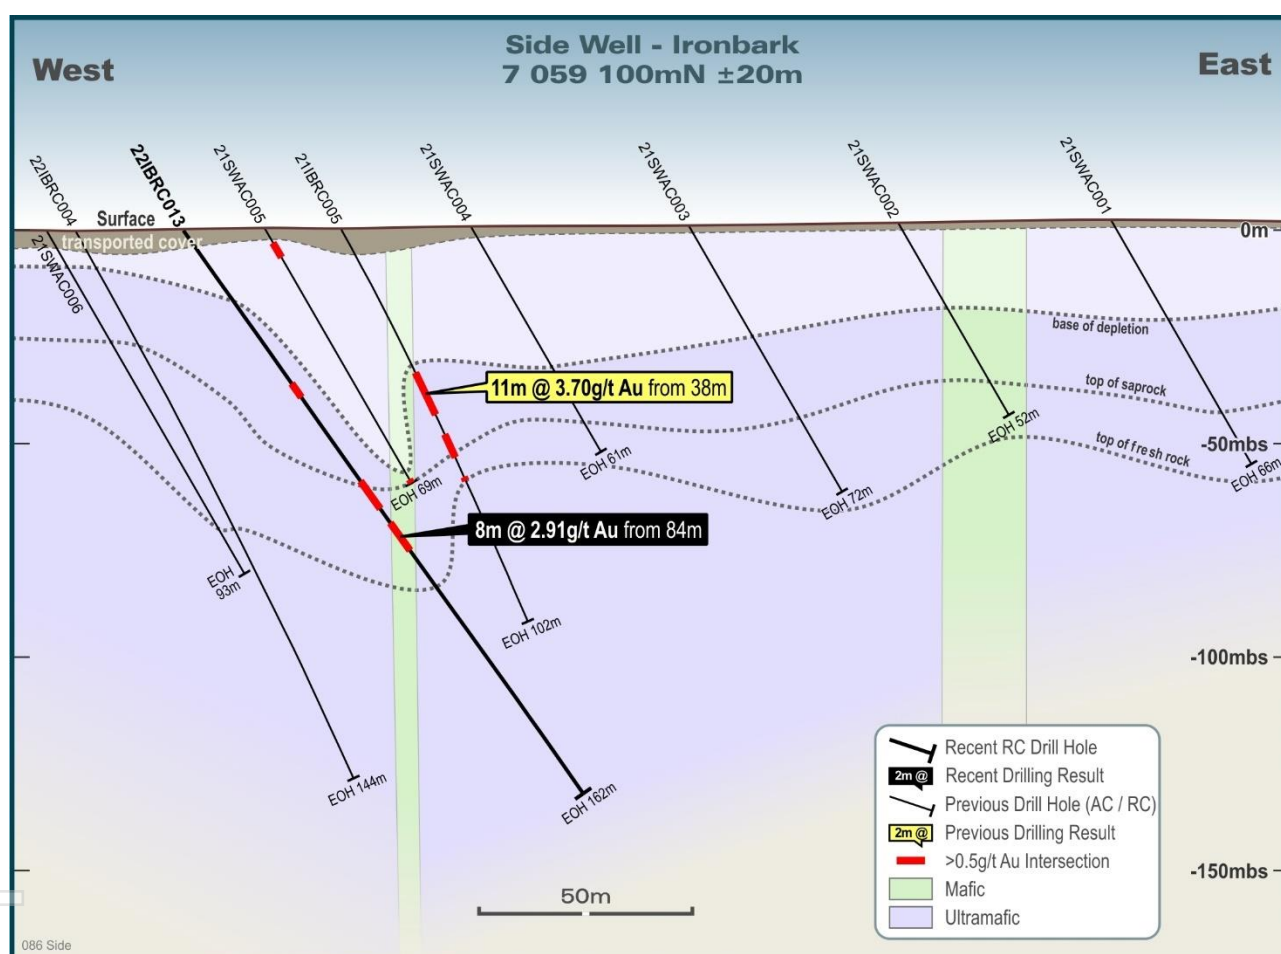 Side Well - Ironbark
7 059 100mN ±20m
West
East
22IBRC004
21SWAC006
22IBRC013
21SWAC005
21IBRC005
21SWAC004
21SWAC003
21SWAC002
21SWAC001
Surface
transported cover
0m
base of depletion
top of saprock
top of fresh rock
11m @ 3.70g/t Au from 38m
8m @ 2.91g/t Au from 84m
EOH 69m
EOH 61m
EOH 72m
EOH 52m
EOH 66m
-50mbs
EOH
93m
EOH 102m
EOH 144m
EOH 162m
-100mbs
-150mbs
50m
Recent RC Drill Hole
2m @
Recent Drilling Result
Previous Drill Hole (AC / RC)
2m @
Previous Drilling Result
>0.5g/t Au Intersection
Mafic
Ultramafic
086 Side